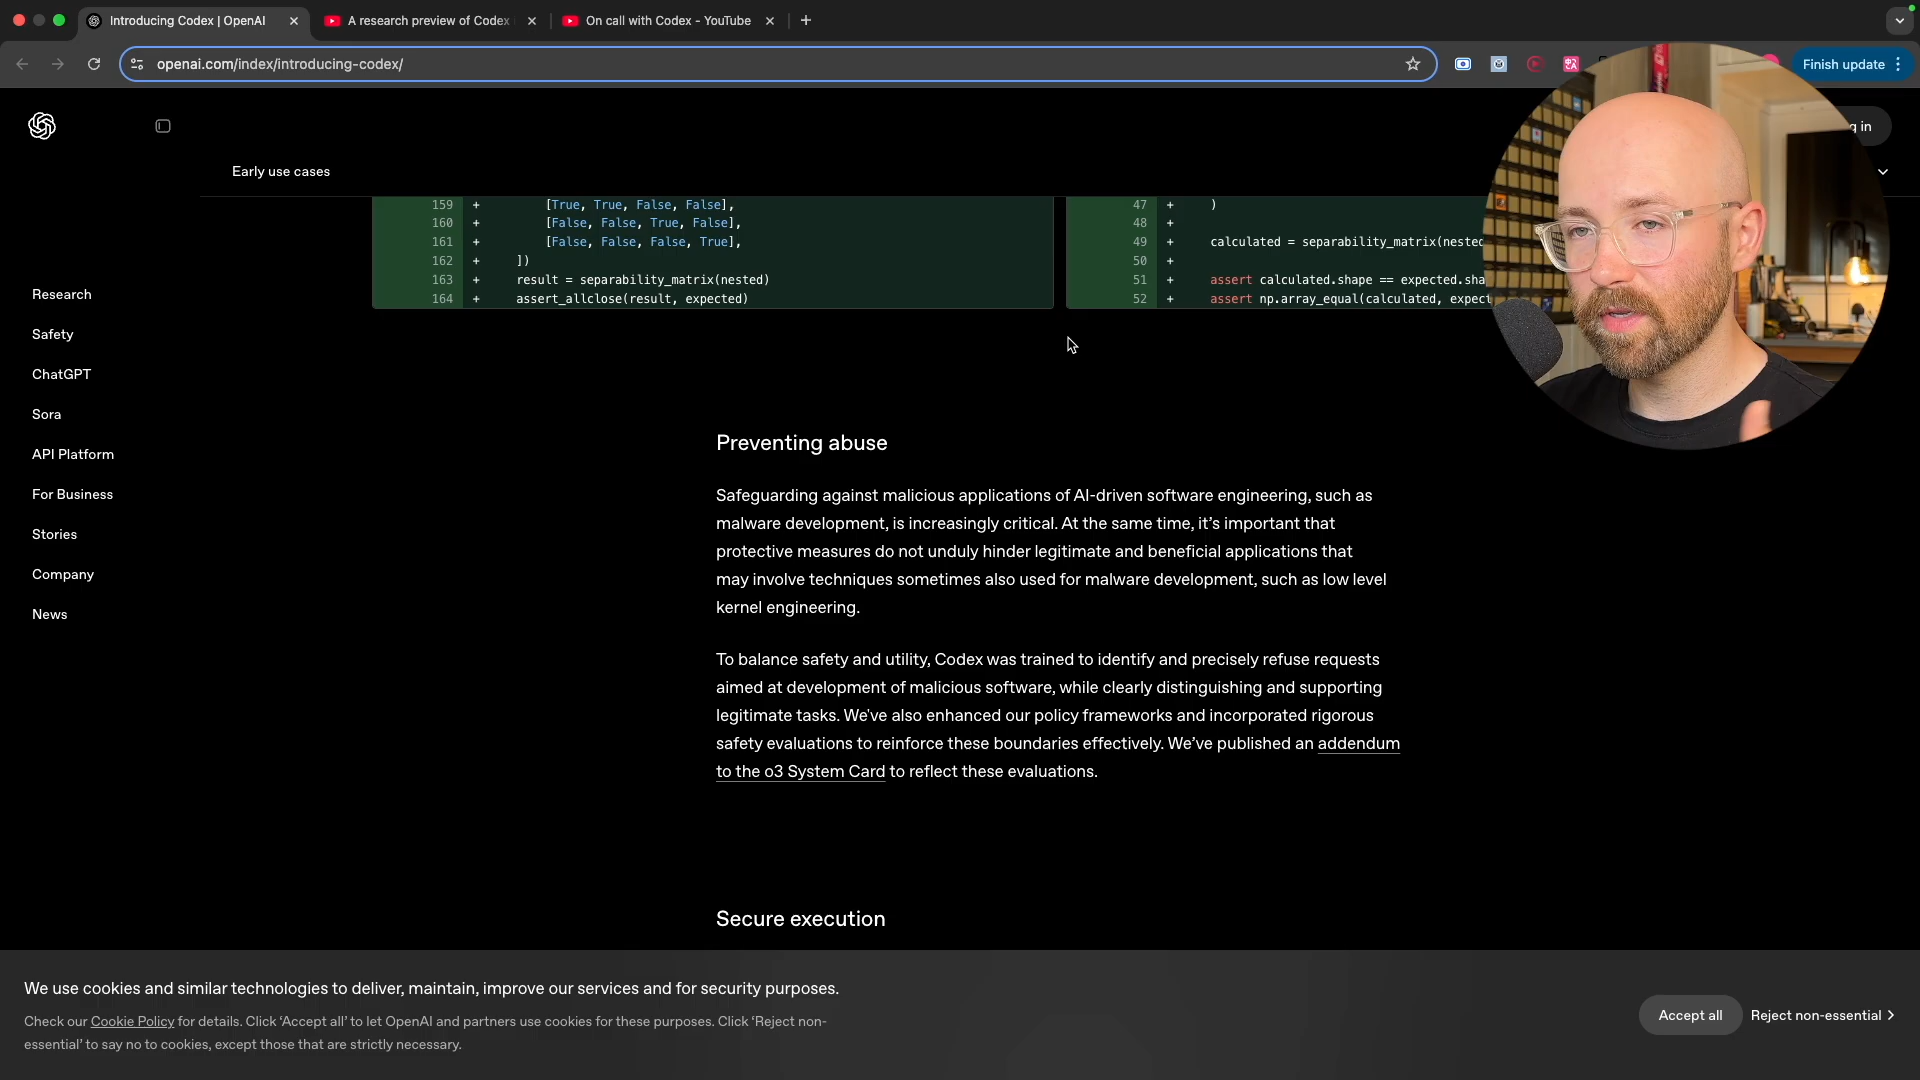 Introducing Codex | OpenAI
A research preview of Codex
On call with Codex - YouTube
openai.com/index/introducing-codex/
Finish update
in
Early use cases
Research
Safety
ChatGPT
Sora
API Platform
For Business
Stories
Company
News
159 + [True, True, False, False],
160 + [False, False, True, False],
161 + [False, False, False, True],
162 + ])
163 + result = separability_matrix(nested)
164 + assert_allclose(result, expected)
47 + )
48 +
49 + calculated = separability_matrix(nested
50 +
51 + assert calculated.shape == expected.sha
52 + assert np.array_equal(calculated, expect
Preventing abuse
Safeguarding against malicious applications of AI-driven software engineering, such as
malware development, is increasingly critical. At the same time, it’s important that
protective measures do not unduly hinder legitimate and beneficial applications that
may involve techniques sometimes also used for malware development, such as low level
kernel engineering.
To balance safety and utility, Codex was trained to identify and precisely refuse requests
aimed at development of malicious software, while clearly distinguishing and supporting
legitimate tasks. We've also enhanced our policy frameworks and incorporated rigorous
safety evaluations to reinforce these boundaries effectively. We’ve published an addendum
to the o3 System Card to reflect these evaluations.
Secure execution
We use cookies and similar technologies to deliver, maintain, improve our services and for security purposes.
Check our Cookie Policy for details. Click ‘Accept all’ to let OpenAI and partners use cookies for these purposes. Click ‘Reject non-
essential’ to say no to cookies, except those that are strictly necessary.
Accept all
Reject non-essential